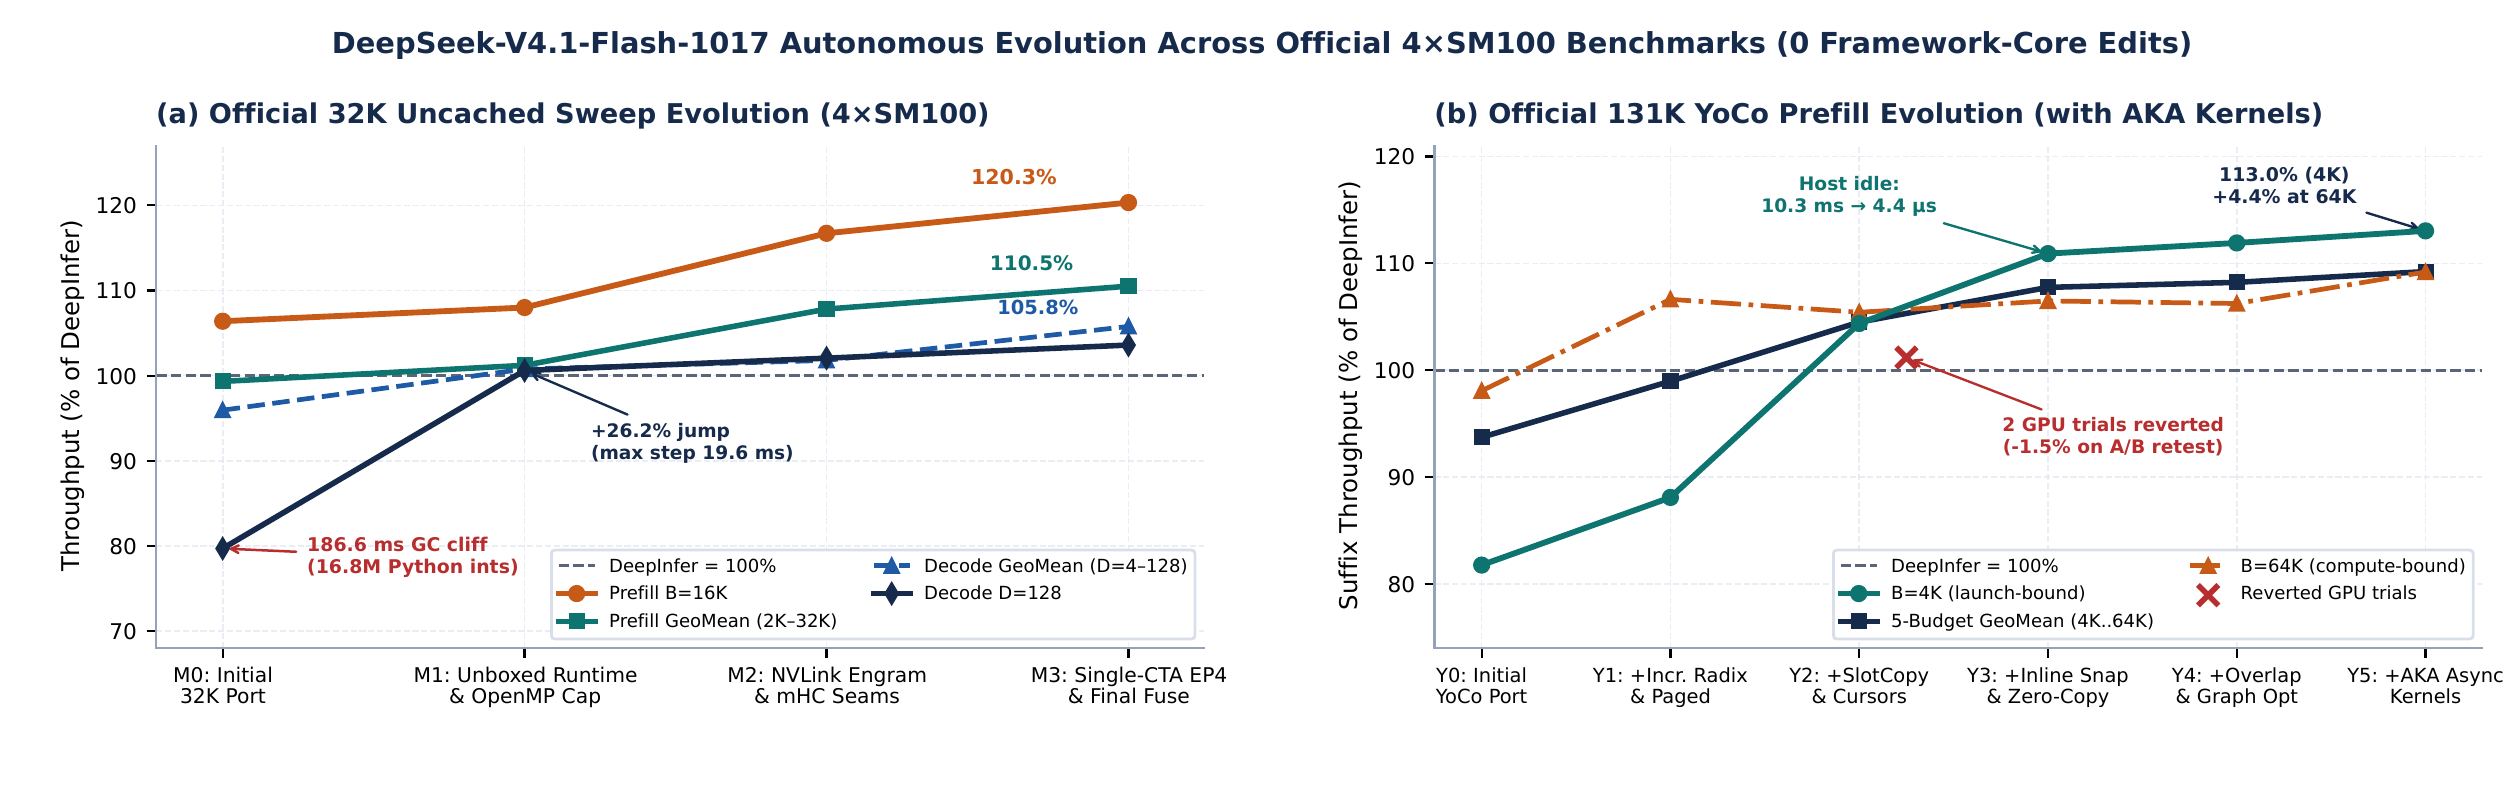 DeepSeek-V4.1-Flash-1017 Autonomous Evolution Across Official 4×SM100 Benchmarks (0 Framework-Core Edits)
(a) Official 32K Uncached Sweep Evolution (4×SM100)
Throughput (% of DeepInfer)
120
110
100
90
80
70
120.3%
110.5%
105.8%
+26.2% jump
(max step 19.6 ms)
186.6 ms GC cliff
(16.8M Python ints)
DeepInfer = 100%
Prefill B=16K
Prefill GeoMean (2K–32K)
Decode GeoMean (D=4–128)
Decode D=128
M0: Initial
32K Port
M1: Unboxed Runtime
& OpenMP Cap
M2: NVLink Engram
& mHC Seams
M3: Single-CTA EP4
& Final Fuse
(b) Official 131K YoCo Prefill Evolution (with AKA Kernels)
Suffix Throughput (% of DeepInfer)
120
110
100
90
80
Host idle:
10.3 ms → 4.4 µs
113.0% (4K)
+4.4% at 64K
2 GPU trials reverted
(-1.5% on A/B retest)
DeepInfer = 100%
B=4K (launch-bound)
5-Budget GeoMean (4K..64K)
B=64K (compute-bound)
Reverted GPU trials
Y0: Initial
YoCo Port
Y1: +Incr. Radix
& Paged
Y2: +SlotCopy
& Cursors
Y3: +Inline Snap
& Zero-Copy
Y4: +Overlap
& Graph Opt
Y5: +AKA Async
Kernels